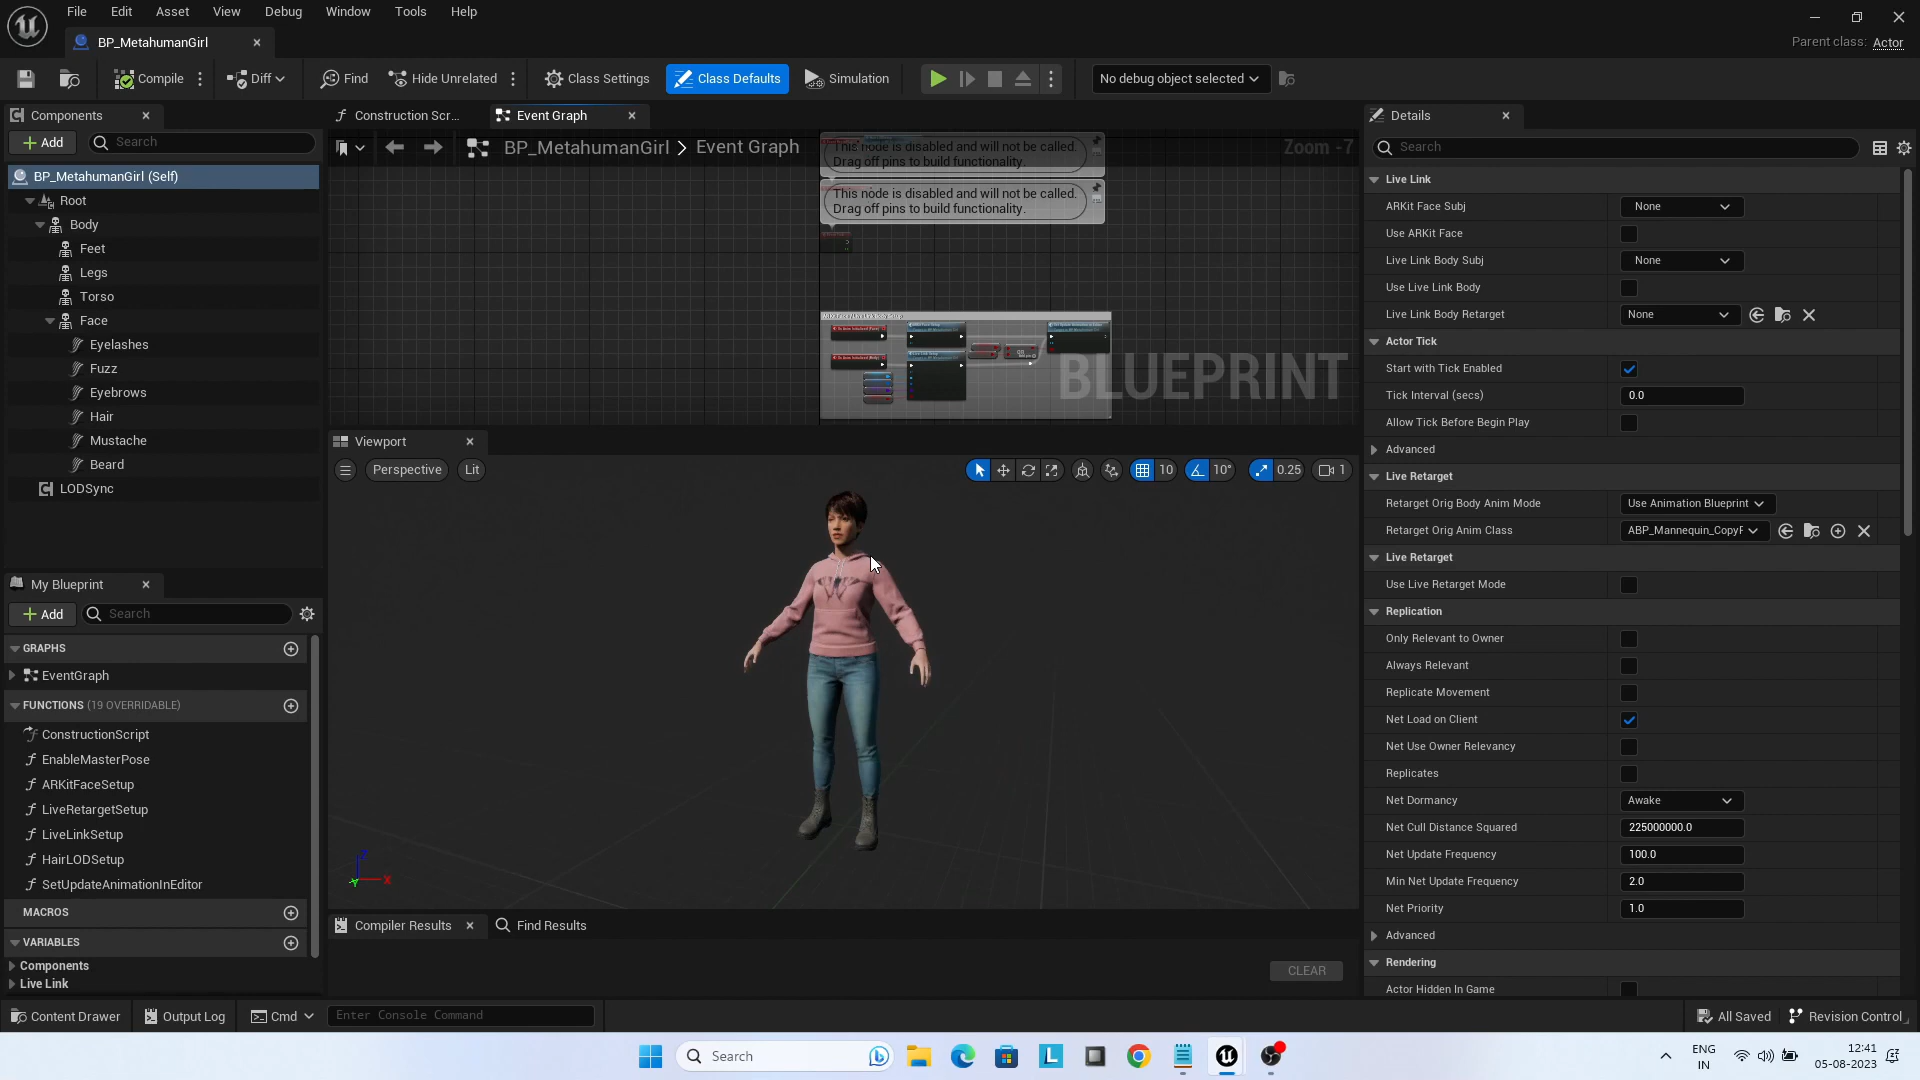 File Edit Asset View Debug Window Tools Help
BP_MetahumanGirl
Parent class: Actor
Compile Diff Find Hide Unrelated Class Settings Class Defaults Simulation No debug object selected
Components
Add Search
BP_MetahumanGirl (Self)
Root
Body
Feet
Legs
Torso
Face
Eyelashes
Fuzz
Eyebrows
Hair
Mustache
Beard
LODSync
My Blueprint
Add Search
GRAPHS
EventGraph
FUNCTIONS (19 OVERRIDABLE)
ConstructionScript
EnableMasterPose
ARKitFaceSetup
LiveRetargetSetup
LiveLinkSetup
HairLODSetup
SetUpdateAnimationInEditor
MACROS
VARIABLES
Components
Live Link
Construction Scr...
Event Graph
BP_MetahumanGirl > Event Graph
Zoom -7
This node is disabled and will not be called.
Drag off pins to build functionality.
This node is disabled and will not be called.
Drag off pins to build functionality.
BLUEPRINT
Viewport
Perspective Lit 10 10° 0.25 1
Z
X
Y
Compiler Results Find Results
CLEAR
Details
Search
Live Link
ARKit Face Subj None
Use ARKit Face
Live Link Body Subj None
Use Live Link Body
Live Link Body Retarget None
Actor Tick
Start with Tick Enabled
Tick Interval (secs) 0.0
Allow Tick Before Begin Play
Advanced
Live Retarget
Retarget Orig Body Anim Mode Use Animation Blueprint
Retarget Orig Anim Class ABP_Mannequin_CopyF
Live Retarget
Use Live Retarget Mode
Replication
Only Relevant to Owner
Always Relevant
Replicate Movement
Net Load on Client
Net Use Owner Relevancy
Replicates
Net Dormancy Awake
Net Cull Distance Squared 225000000.0
Net Update Frequency 100.0
Min Net Update Frequency 2.0
Net Priority 1.0
Advanced
Rendering
Actor Hidden In Game
Content Drawer Output Log Cmd Enter Console Command All Saved Revision Control
Search
ENG
IN
12:41
05-08-2023